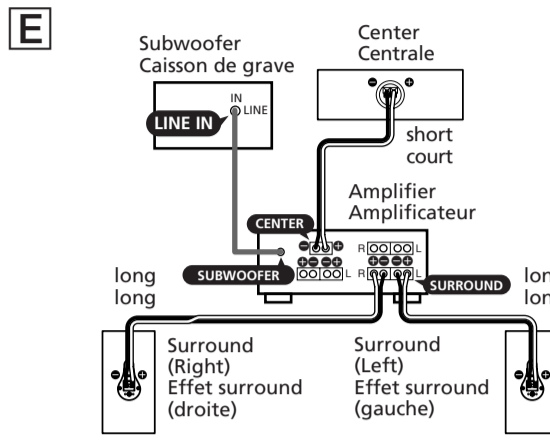 E
Subwoofer
Caisson de grave
Center
Centrale
IN
LINE
LINE IN
short
court
Amplifier
Amplificateur
CENTER
R L
SUBWOOFER
L R L
SURROUND
long
long
Surround
(Right)
Effet surround
(droite)
Surround
(Left)
Effet surround
(gauche)